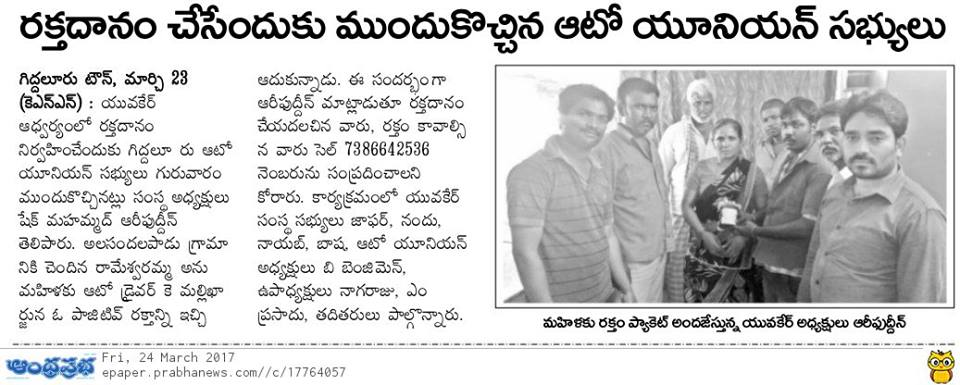 రక్తదానం చేసేందుకు ముందుకొచ్చిన ఆటో యూనియన్ సభ్యులు
గిద్దలూరు టౌన్, మార్చి 23
(కెఎన్ఎన్) : యువకేర్
ఆధ్వర్యంలో రక్తదానం
నిర్వహించేందుకు గిద్దలూ రు ఆటో
యూనియన్ సభ్యులు గురువారం
ముందుకొచ్చినట్లు సంస్థ అధ్యక్షులు
షేక్ మహమ్మద్ ఆరీఫుద్దీన్
తెలిపారు. అలసందలపాడు గ్రామా
నికి చెందిన రామేశ్వరమ్మ అను
మహిళకు ఆటో డ్రైవర్ కె మల్లిఖా
ర్జున ఓ పాజిటివ్ రక్తాన్ని ఇచ్చి
ఆదుకున్నాడు. ఈ సందర్భంగా
ఆరీఫుద్దీన్ మాట్లాడుతూ రక్తదానం
చేయదలచిన వారు, రక్తం కావాల్సి
న వారు సెల్ 7386642536
నెంబరును సంప్రదించాలని
కోరారు. కార్యక్రమంలో యువకేర్
సంస్థ సభ్యులు జాఫర్, నందు,
నాయబ్, బాష, ఆటో యూనియన్
అధ్యక్షులు బి బెంజిమెన్,
ఉపాధ్యక్షులు నాగరాజు, ఎం
ప్రసాదు, తదితరులు పాల్గొన్నారు.
మహిళకు రక్తం ప్యాకెట్ అందజేస్తున్న యువకేర్ అధ్యక్షులు ఆరీఫుద్దీన్
ఆంధ్రప్రభ
Fri, 24 March 2017
epaper.prabhanews.com//c/17764057